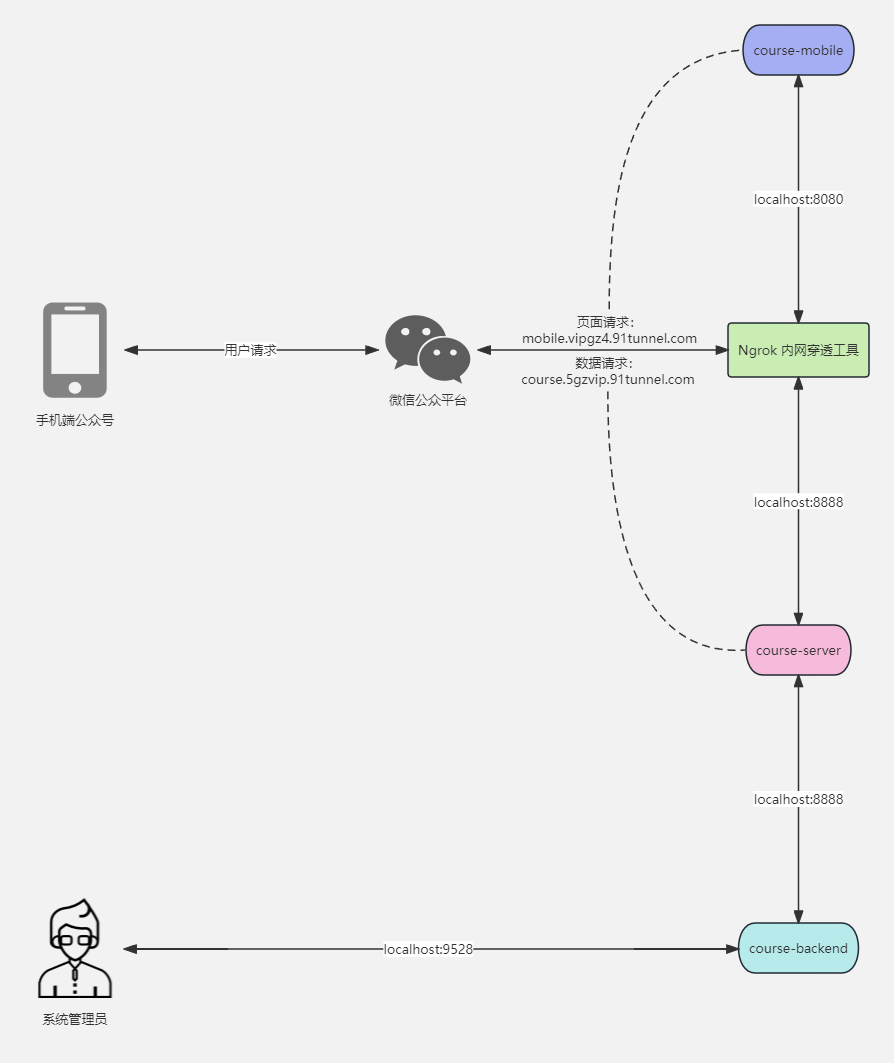 course-mobile
localhost:8080
页面请求：
mobile.vipgz4.91tunnel.com
用户请求
Ngrok 内网穿透工具
数据请求：
course.5gzvip.91tunnel.com
微信公众平台
手机端公众号
localhost:8888
course-server
localhost:8888
localhost:9528
course-backend
系统管理员